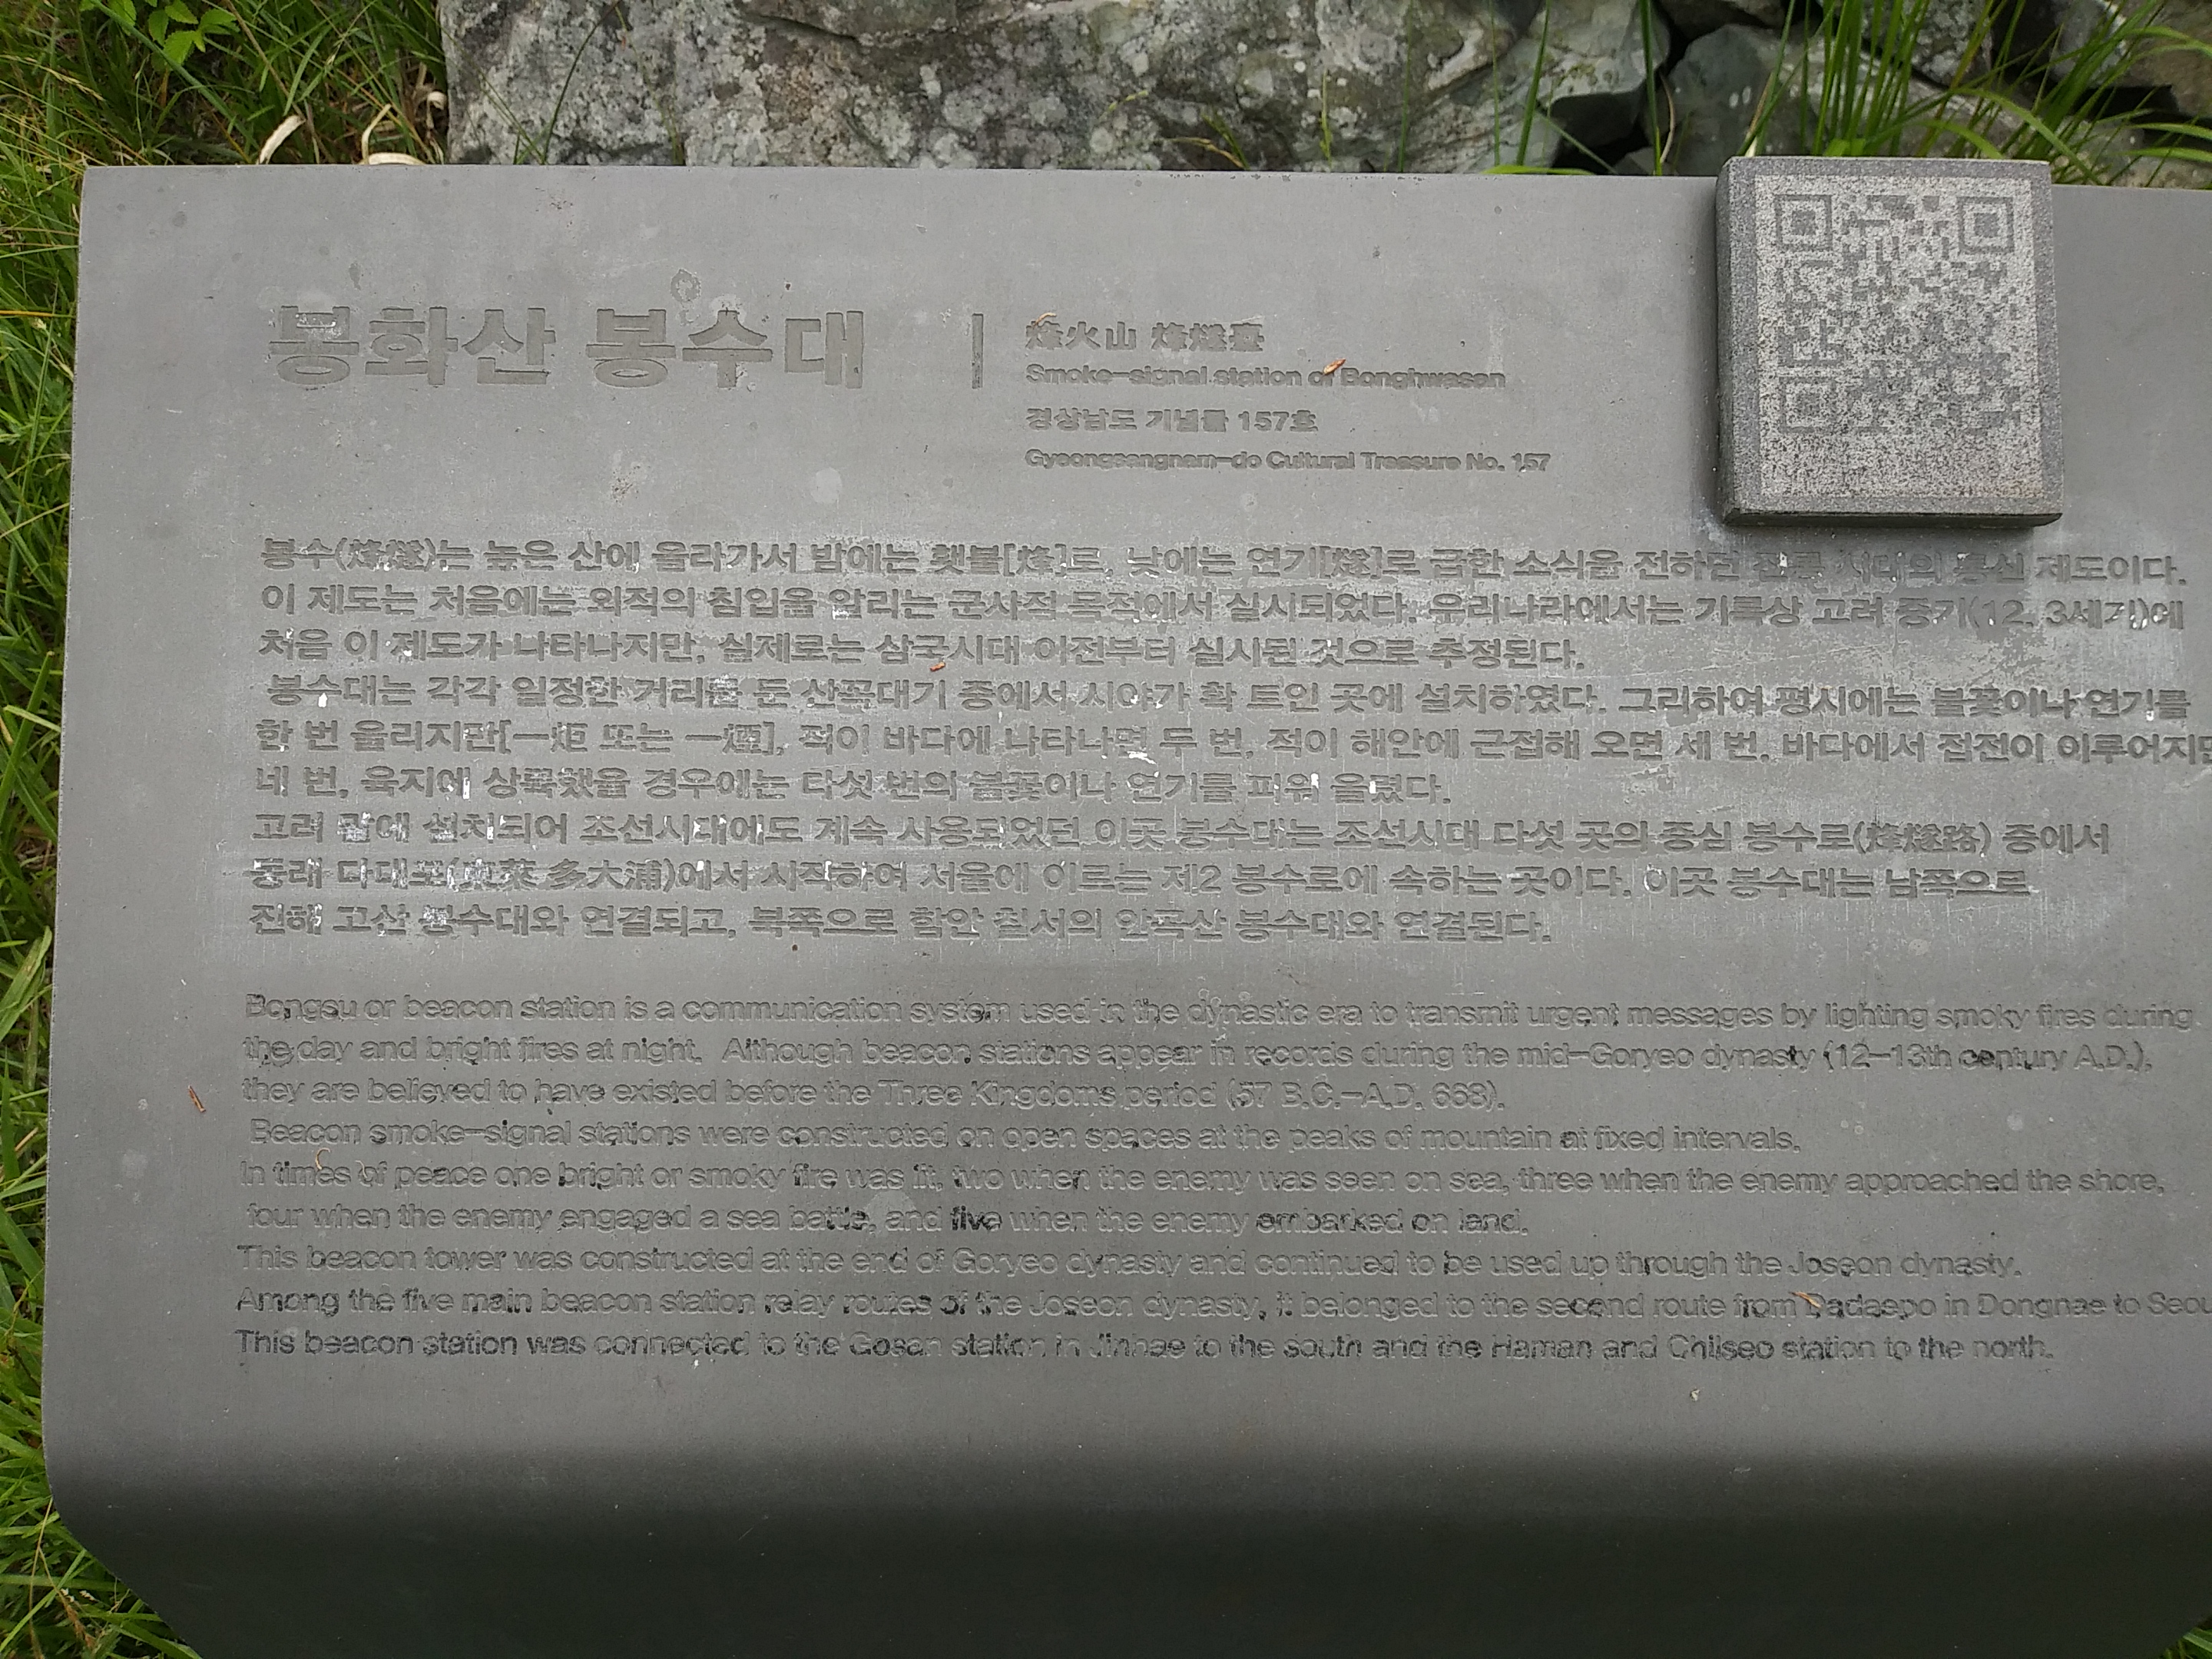 봉화산 봉수대
烽火山 烽燧臺
Smoke-signal station of Bonghwasan
경상남도 기념물 157호
Gyeongsangnam-do Cultural Treasure No. 157
봉수(烽燧)는 높은 산에 올라가서 밤에는 횃불[烽]로, 낮에는 연기[燧]로 급한 소식을 전하던 전통 시대의 통신 제도이다.
이 제도는 처음에는 외적의 침입을 알리는 군사적 목적에서 실시되었다. 우리나라에서는 기록상 고려 중기(12, 3세기)에
처음 이 제도가 나타나지만, 실제로는 삼국시대 이전부터 실시된 것으로 추정된다.
봉수대는 각각 일정한 거리를 둔 산꼭대기 중에서 시야가 확 트인 곳에 설치하였다. 그리하여 평시에는 불꽃이나 연기를
한 번 올리지만[一炬 또는 一煙], 적이 바다에 나타나면 두 번, 적이 해안에 근접해 오면 세 번, 바다에서 접전이 이루어지면
네 번, 육지에 상륙했을 경우에는 다섯 번의 불꽃이나 연기를 피워 올렸다.
고려 말에 설치되어 조선시대에도 계속 사용되었던 이곳 봉수대는 조선시대 다섯 곳의 중심 봉수로(烽燧路) 중에서
동래 다대포(東萊 多大浦)에서 시작하여 서울에 이르는 제2 봉수로에 속하는 곳이다. 이곳 봉수대는 남쪽으로
진해 고산 봉수대와 연결되고, 북쪽으로 함안 칠서의 안곡산 봉수대와 연결된다.
Bongsu or beacon station is a communication system used in the dynastic era to transmit urgent messages by lighting smoky fires during
the day and bright fires at night. Although beacon stations appear in records during the mid-Goryeo dynasty (12-13th century A.D.),
they are believed to have existed before the Three Kingdoms period (57 B.C.-A.D. 668).
Beacon smoke-signal stations were constructed on open spaces at the peaks of mountain at fixed intervals.
In times of peace one bright or smoky fire was lit, two when the enemy was seen on sea, three when the enemy approached the shore,
four when the enemy engaged a sea battle, and five when the enemy embarked on land.
This beacon tower was constructed at the end of Goryeo dynasty and continued to be used up through the Joseon dynasty.
Among the five main beacon station relay routes of the Joseon dynasty, it belonged to the second route from Dadaepo in Dongnae to
This beacon station was connected to the Gosan station in Jinhae to the south and the Haman and Chilseo station to the north.